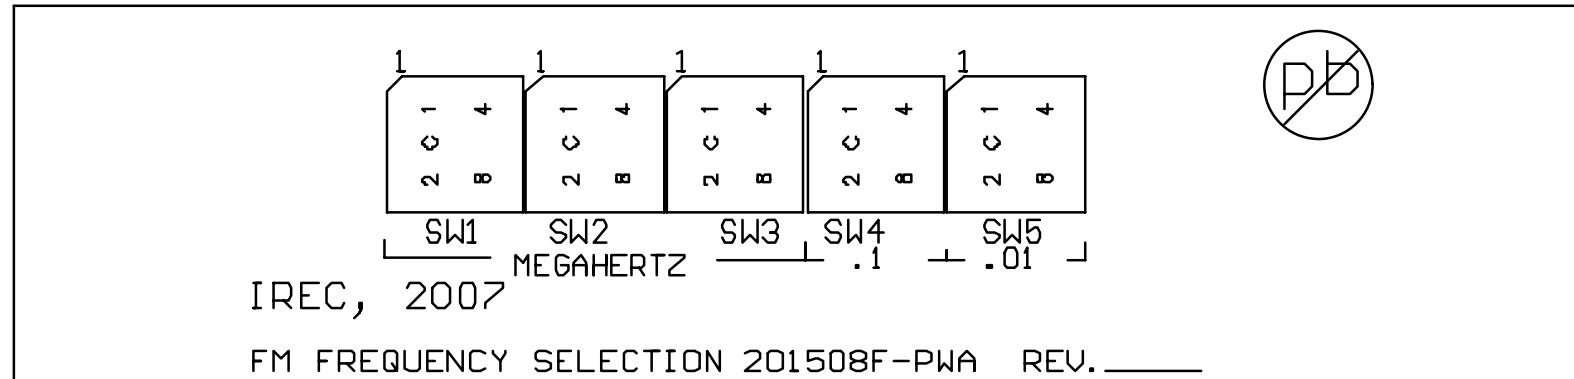 1 1 1 1 1
1 4 1 4 1 4 1 4 1 4
C C C C C
2 8 2 8 2 8 2 8 2 8
SW1 SW2 SW3 SW4 SW5
MEGAHERTZ .1 .01
pb
IREC, 2007
FM FREQUENCY SELECTION 201508F-PWA REV.______